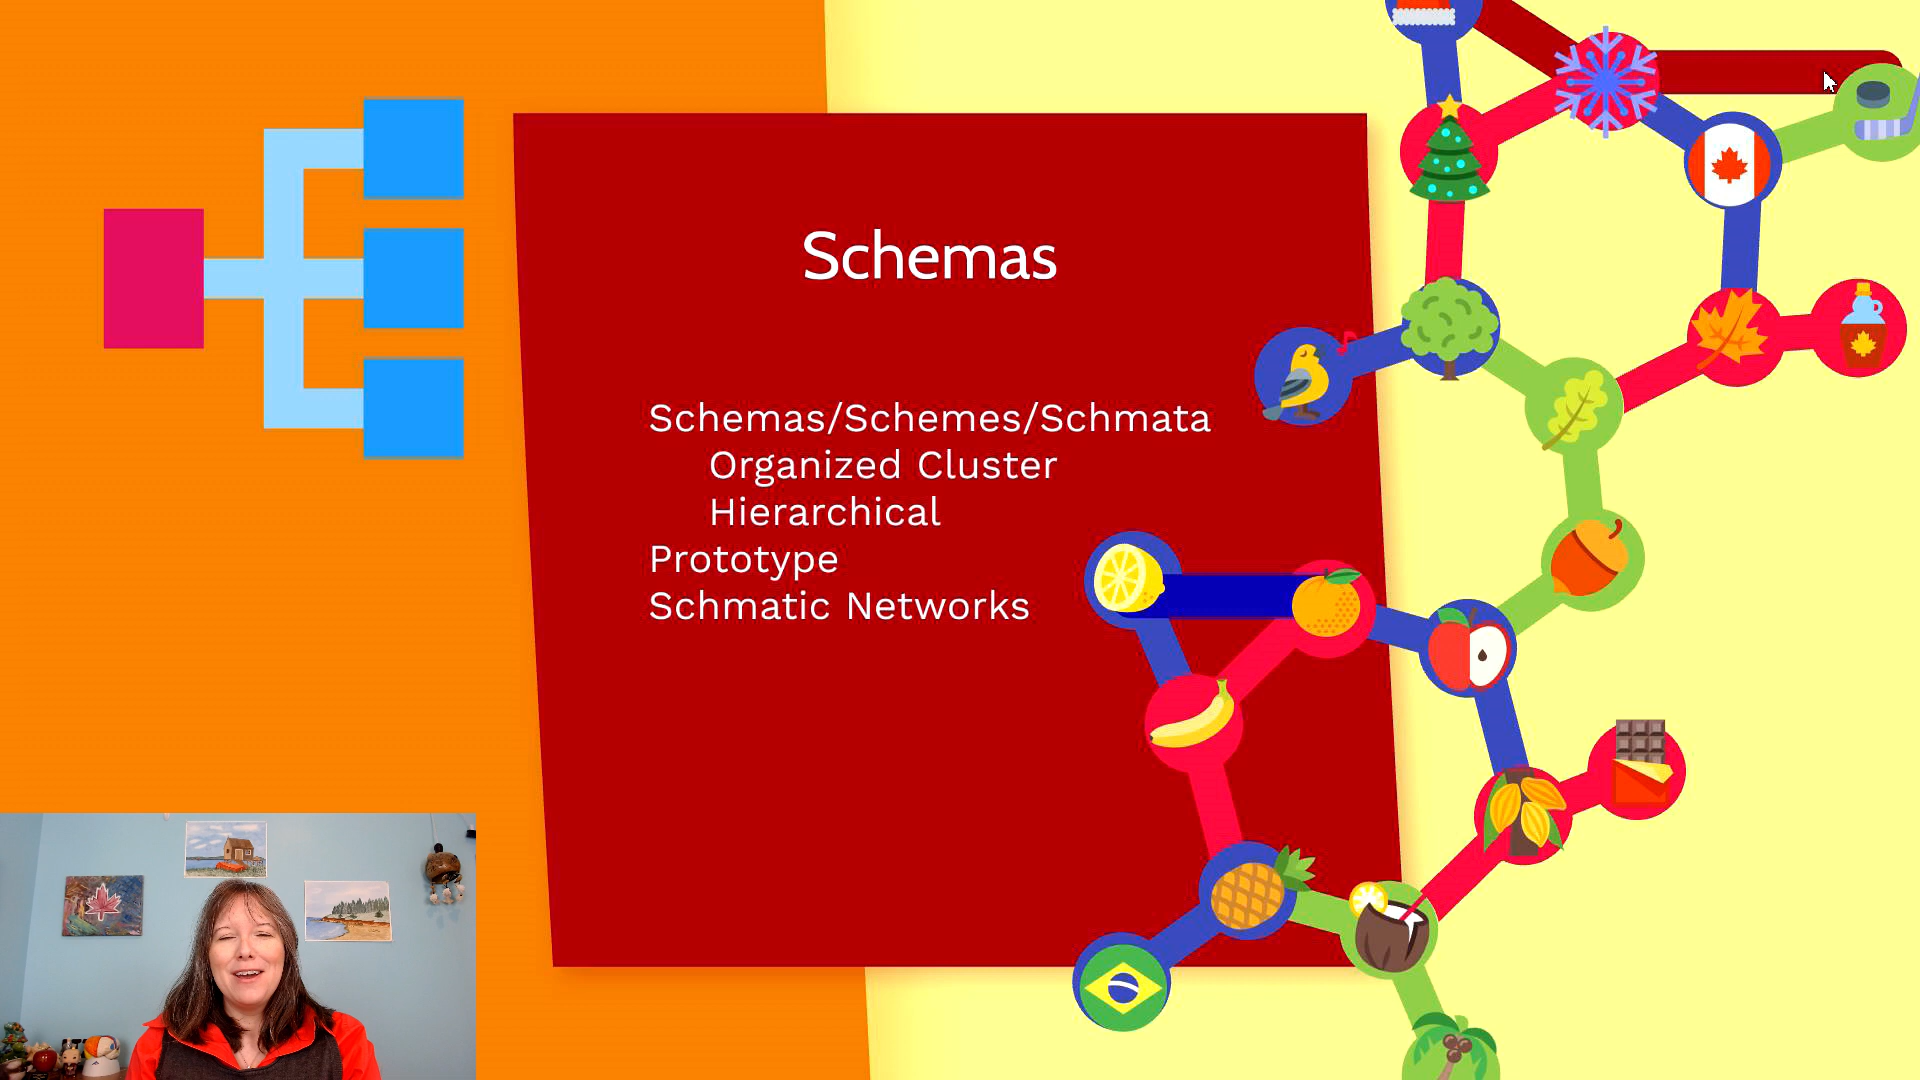 Schemas
Schemas/Schemes/Schmata
Organized Cluster
Hierarchical
Prototype
Schmatic Networks